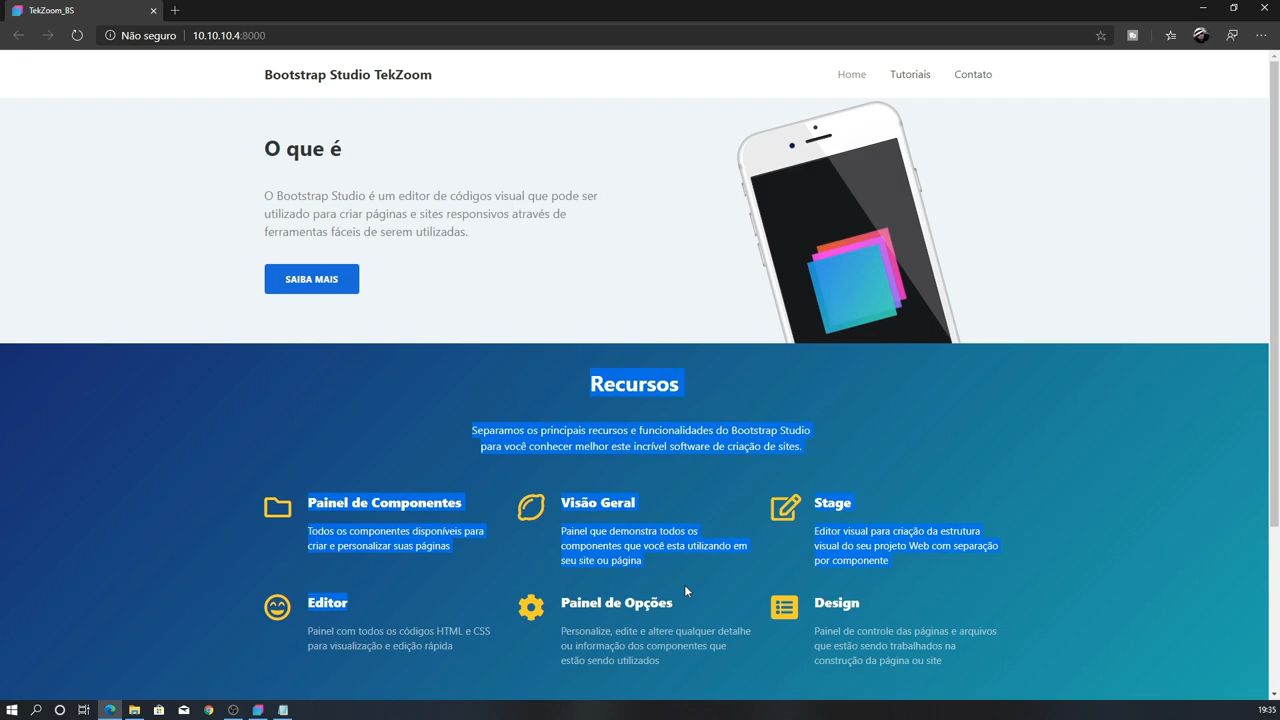 TekZoom_BS
Não seguro
10.10.10.4:8000
Bootstrap Studio TekZoom
Home
Tutoriais
Contato
O que é
O Bootstrap Studio é um editor de códigos visual que pode ser
utilizado para criar páginas e sites responsivos através de
ferramentas fáceis de serem utilizadas.
SAIBA MAIS
Recursos
Separamos os principais recursos e funcionalidades do Bootstrap Studio
para você conhecer melhor este incrível software de criação de sites.
Painel de Componentes
Todos os componentes disponíveis para
criar e personalizar suas páginas
Visão Geral
Painel que demonstra todos os
componentes que você esta utilizando em
seu site ou página
Stage
Editor visual para criação da estrutura
visual do seu projeto Web com separação
por componente
Editor
Painel com todos os códigos HTML e CSS
para visualização e edição rápida
Painel de Opções
Personalize, edite e altere qualquer detalhe
ou informação dos componentes que
estão sendo utilizados
Design
Painel de controle das páginas e arquivos
que estão sendo trabalhados na
construção da página ou site
19:35